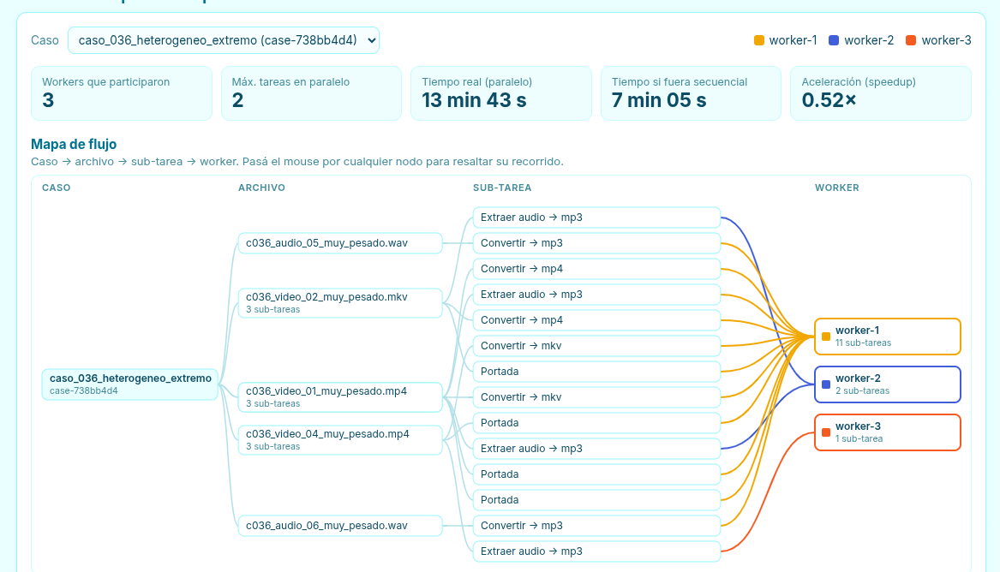 Caso
caso_036_heterogeneo_extremo (case-738bb4d4)
worker-1
worker-2
worker-3
Workers que participaron
3
Máx. tareas en paralelo
2
Tiempo real (paralelo)
13 min 43 s
Tiempo si fuera secuencial
7 min 05 s
Aceleración (speedup)
0.52×
Mapa de flujo
Caso → archivo → sub-tarea → worker. Pasá el mouse por cualquier nodo para resaltar su recorrido.
CASO
ARCHIVO
SUB-TAREA
WORKER
caso_036_heterogeneo_extremo
case-738bb4d4
c036_audio_05_muy_pesado.wav
c036_video_02_muy_pesado.mkv
3 sub-tareas
c036_video_01_muy_pesado.mp4
3 sub-tareas
c036_video_04_muy_pesado.mp4
3 sub-tareas
c036_audio_06_muy_pesado.wav
Extraer audio → mp3
Convertir → mp3
Convertir → mp4
Extraer audio → mp3
Convertir → mp4
Convertir → mkv
Portada
Convertir → mkv
Portada
Extraer audio → mp3
Portada
Portada
Convertir → mp3
Extraer audio → mp3
worker-1
11 sub-tareas
worker-2
2 sub-tareas
worker-3
1 sub-tarea